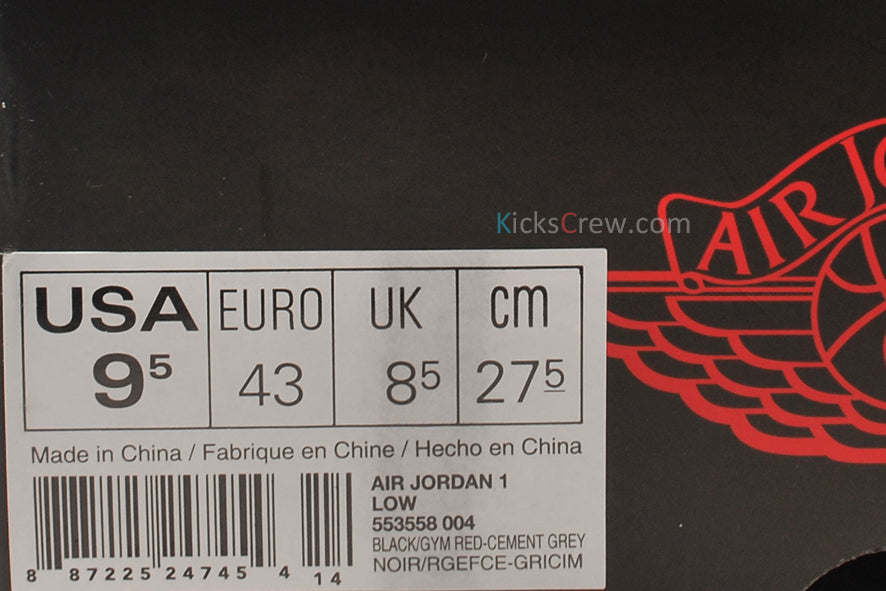 AIR JO
KicksCrew.com
USA EURO UK cm
9⁵ 43 8⁵ 27⁵
Made in China / Fabrique en Chine / Hecho en China
AIR JORDAN 1
LOW
553558 004
BLACK/GYM RED-CEMENT GREY
NOIR/RGEFCE-GRICIM
8 87225 24745 4 14